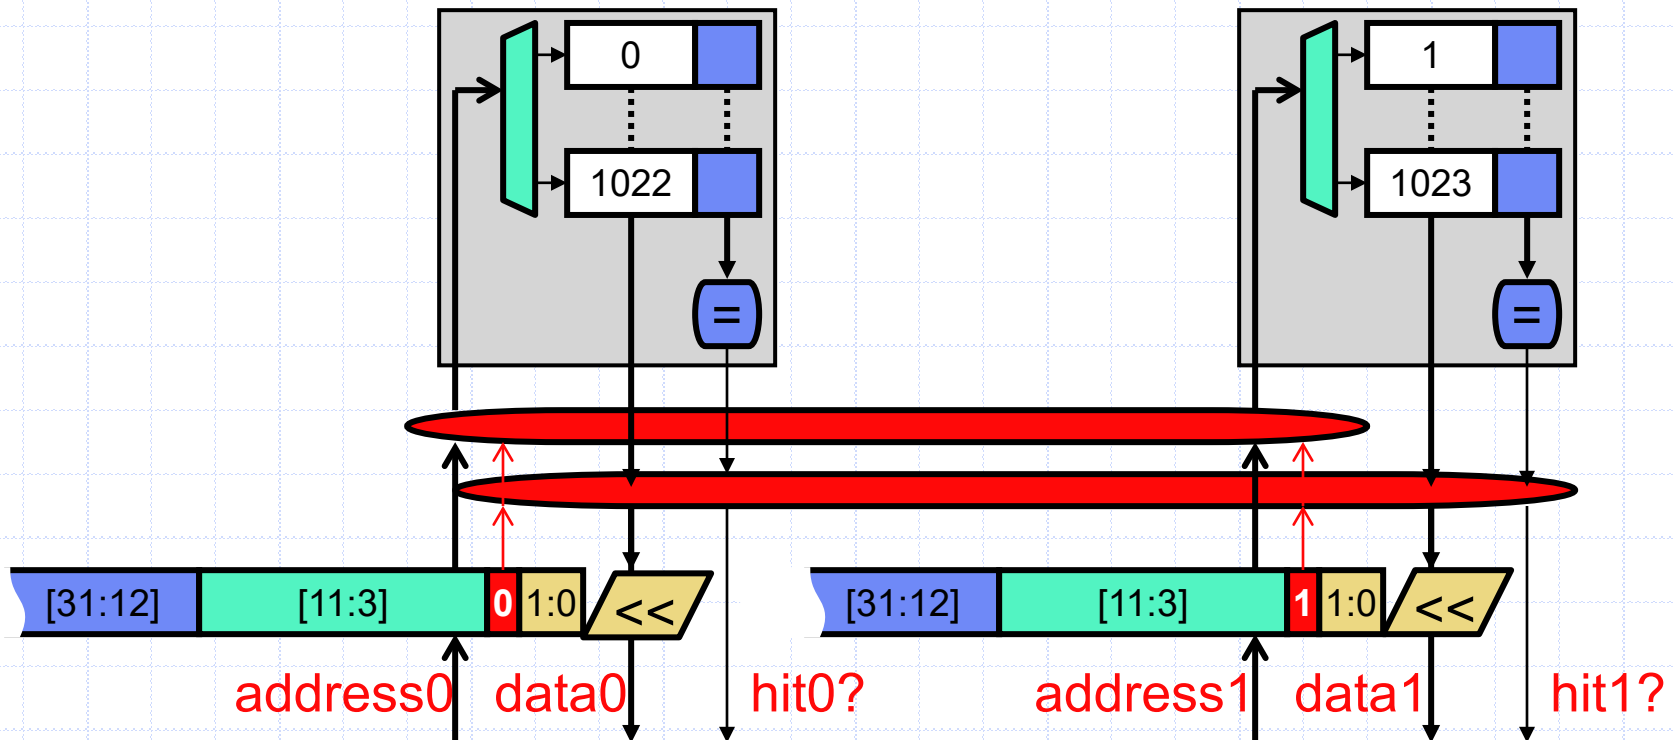 0 1
1022 1023
= =
[31:12] [11:3] 0 1:0 << [31:12] [11:3] 1 1:0 <<
address0 data0 hit0? address1 data1 hit1?